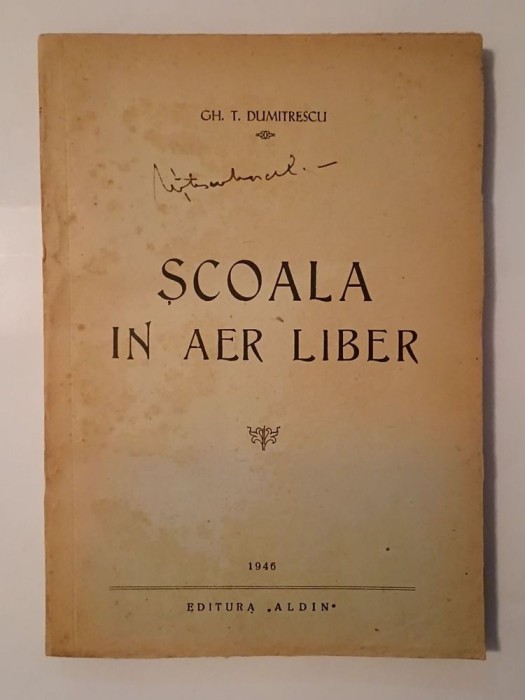 GH. T. DUMITRESCU
ȘCOALA
IN AER LIBER
1946
EDITURA „ALDIN"